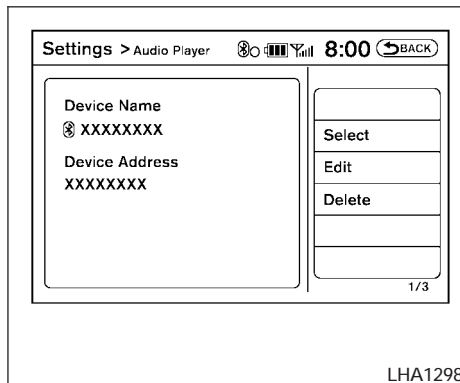 Settings > Audio Player 8:00 BACK
Device Name
XXXXXXXX
Device Address
XXXXXXXX
Select
Edit
Delete
1/3
LHA1298